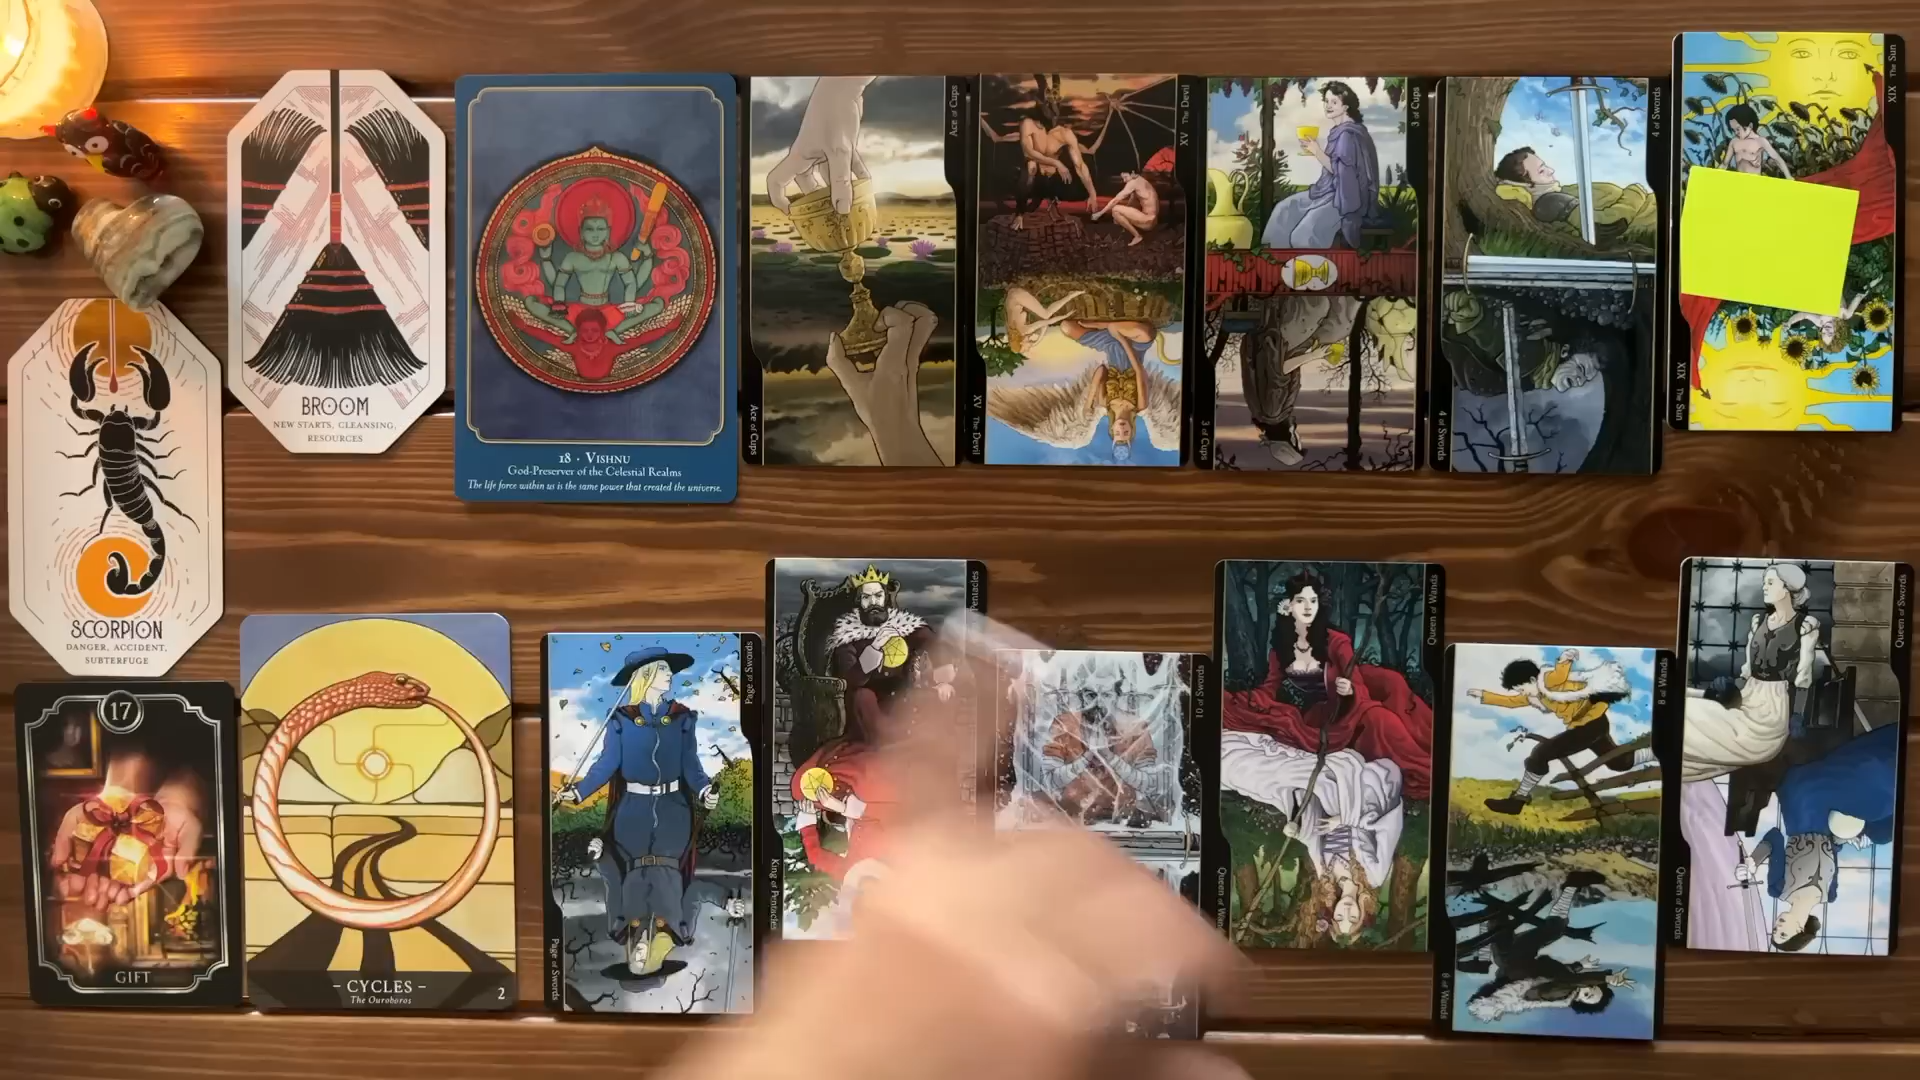 BROOM
NEW STARTS, CLEANSING,
RESOURCES
18 · VISHNU
God-Preserver of the Celestial Realms
The life force within us is the same power that created the universe.
Ace of Cups
Ace of Cups
XV The Devil
XV The Devil
3 of Cups
3 of Cups
4 of Swords
4 of Swords
XIX The Sun
XIX The Sun
SCORPION
DANGER, ACCIDENT,
SUBTERFUGE
17
GIFT
- CYCLES -
The Ouroboros
2
Page of Swords
Page of Swords
Pentacles
King of Pentacles
10 of Swords
Queen of Wands
Queen of Wands
8 of Wands
8 of Wands
Queen of Swords
Queen of Swords